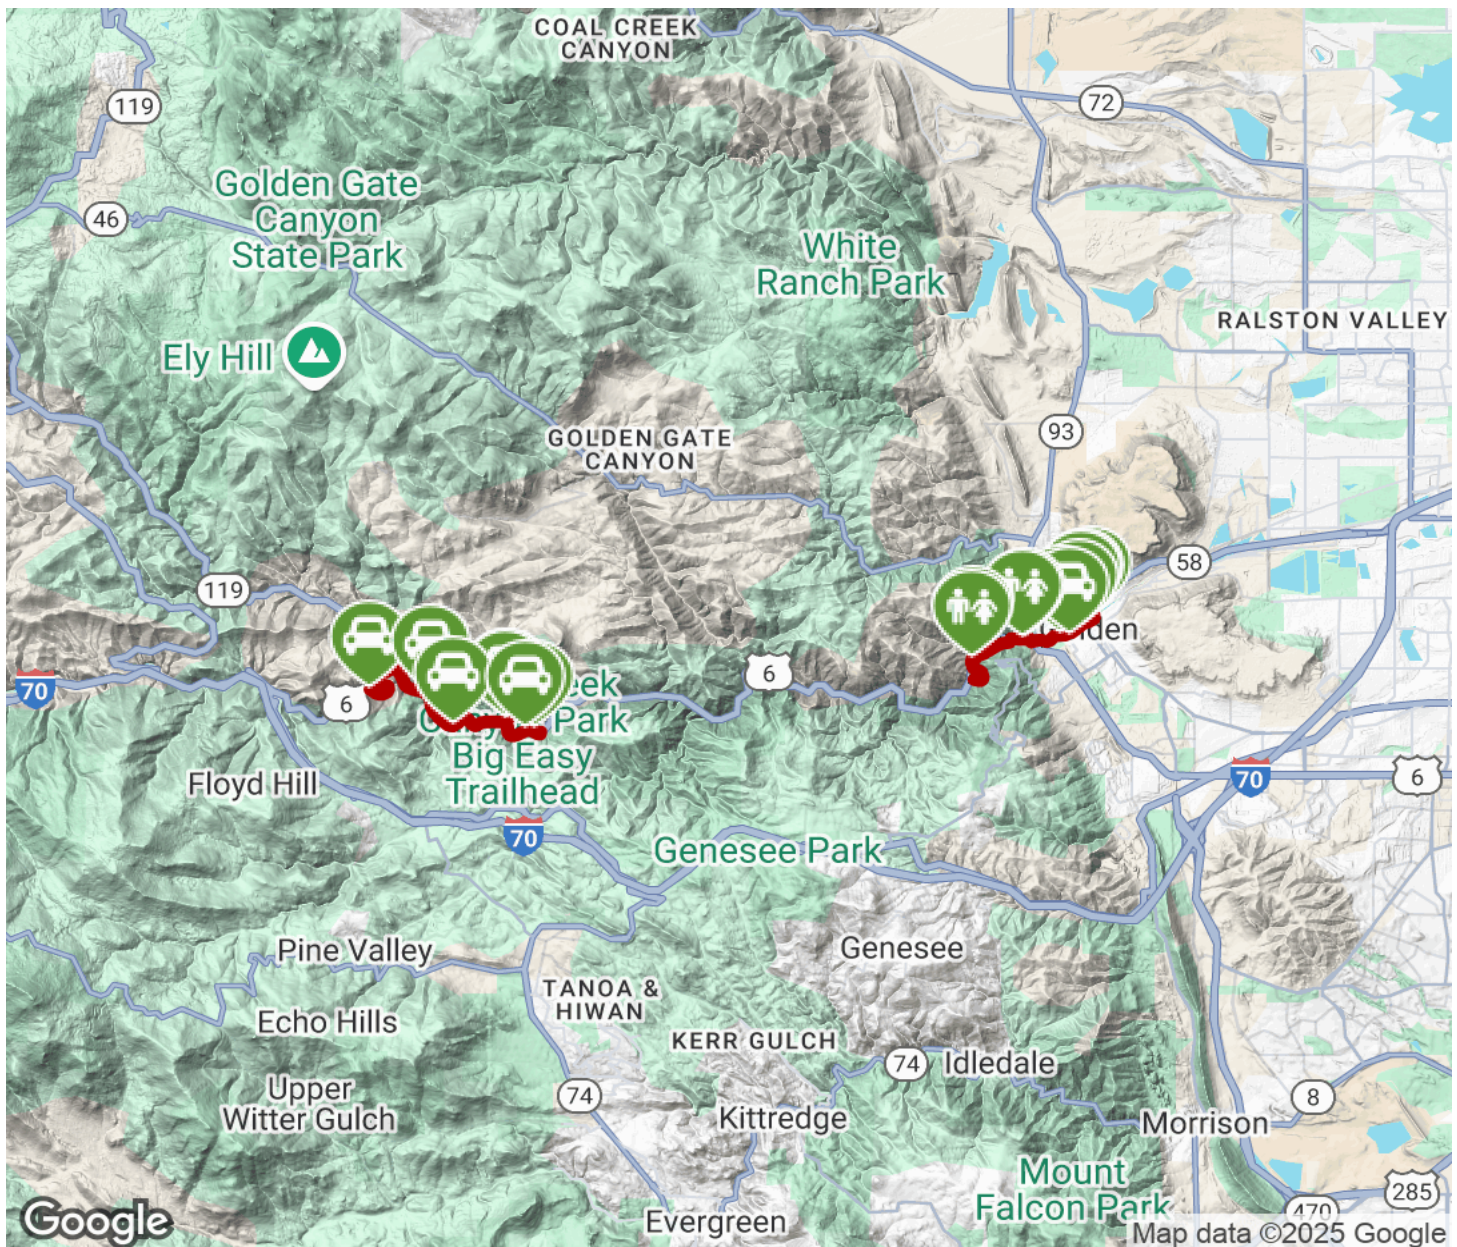 COAL CREEK
CANYON
119
72
Golden Gate
Canyon
State Park
46
White
Ranch Park
RALSTON VALLEY
Ely Hill
93
GOLDEN GATE
CANYON
58
119
6
70
6
Park
Big Easy
Trailhead
Floyd Hill
70
6
70
Genesee Park
Pine Valley
Genesee
TANOA &
HIWAN
Echo Hills
KERR GULCH
74
Idledale
Upper
Witter Gulch
74
Kittredge
8
Morrison
Mount
Falcon Park
285
470
Evergreen
Google
Map data ©2025 Google